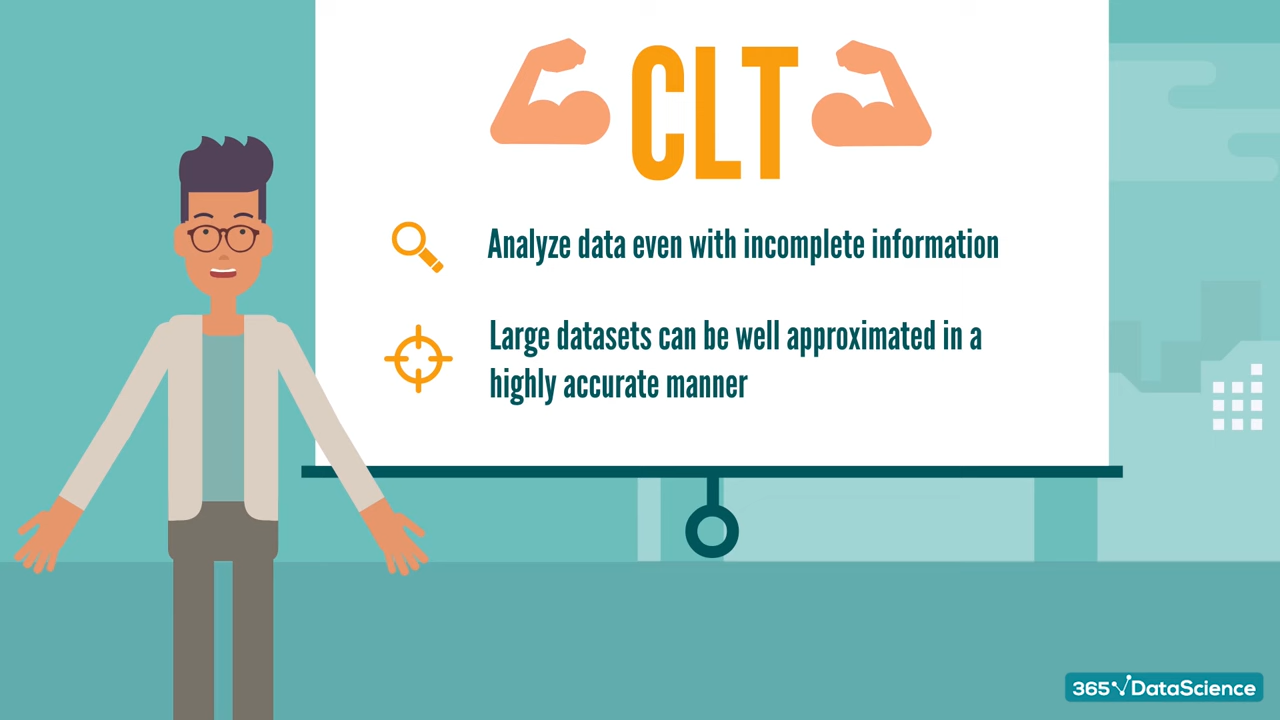 CLT
Analyze data even with incomplete information
Large datasets can be well approximated in a
highly accurate manner
365 DataScience